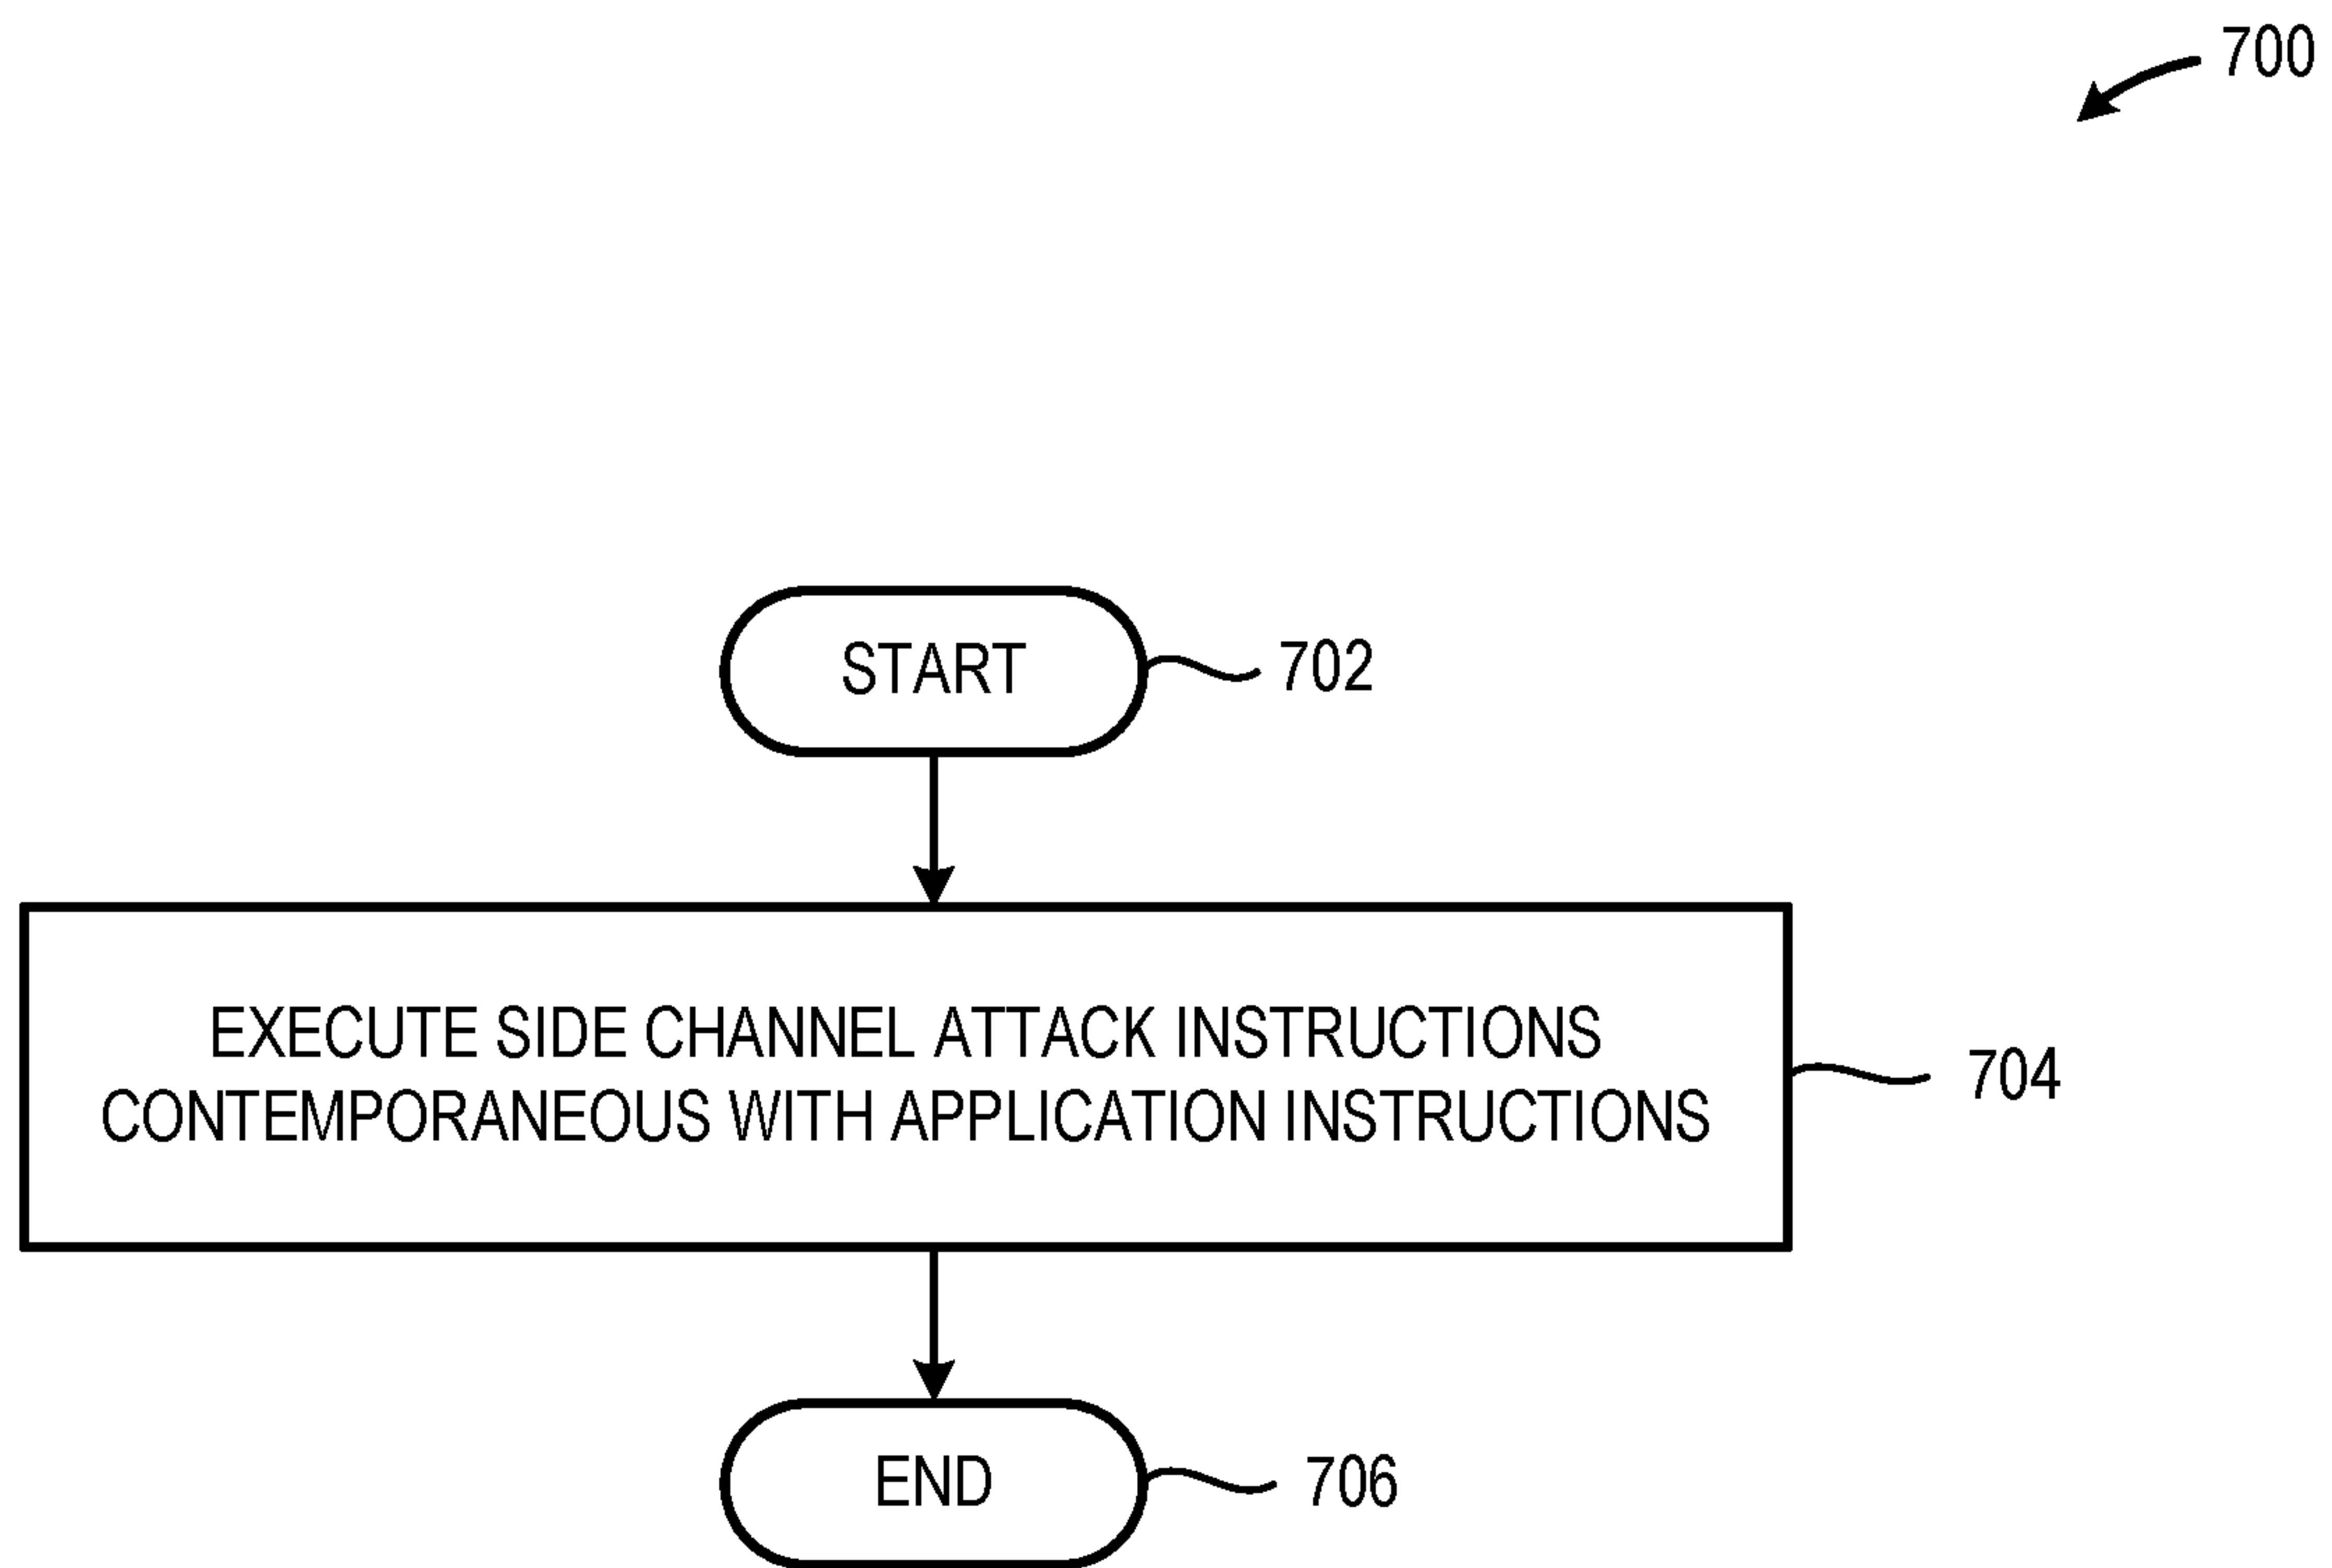 700
START
702
EXECUTE SIDE CHANNEL ATTACK INSTRUCTIONS
CONTEMPORANEOUS WITH APPLICATION INSTRUCTIONS
704
END
706